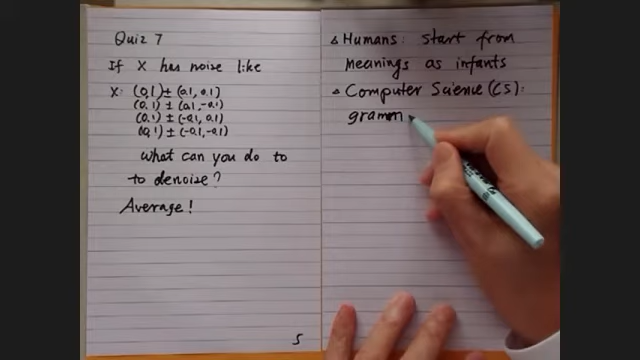 Quiz 7
If X has noise like
X: (0,1) ± (0.1, 0.1)
(0,1) ± (0.1, -0.1)
(0,1) ± (-0.1, 0.1)
(0,1) ± (-0.1, -0.1)
what can you do to
to denoise?
Average!
5
△ Humans: start from
meanings as infants
△ Computer Science (CS):
gramm